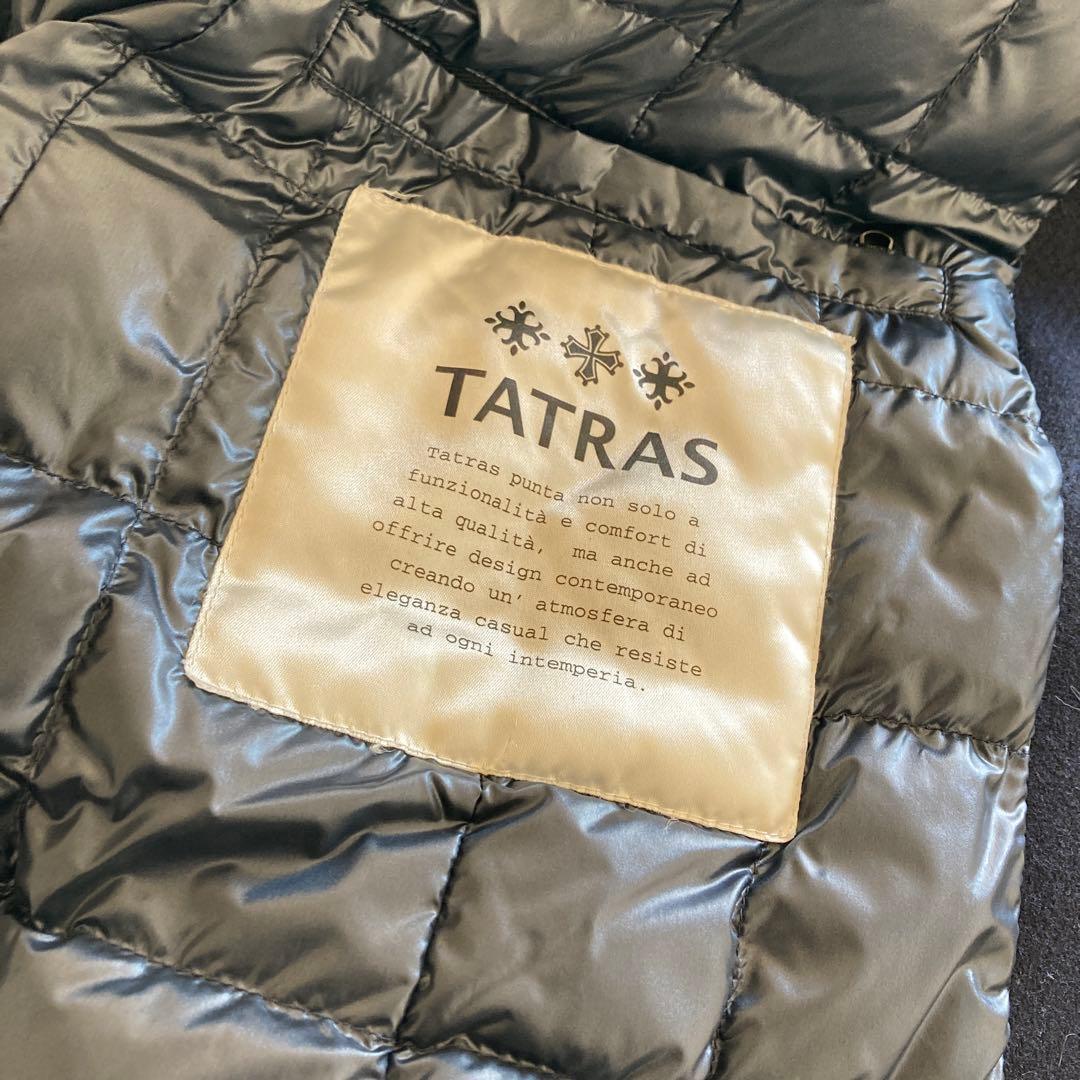 TATRAS
Tatras punta non solo a
funzionalità e comfort di
alta qualità, ma anche ad
offrire design contemporaneo
creando un' atmosfera di
eleganza casual che resiste
ad ogni intemperia.